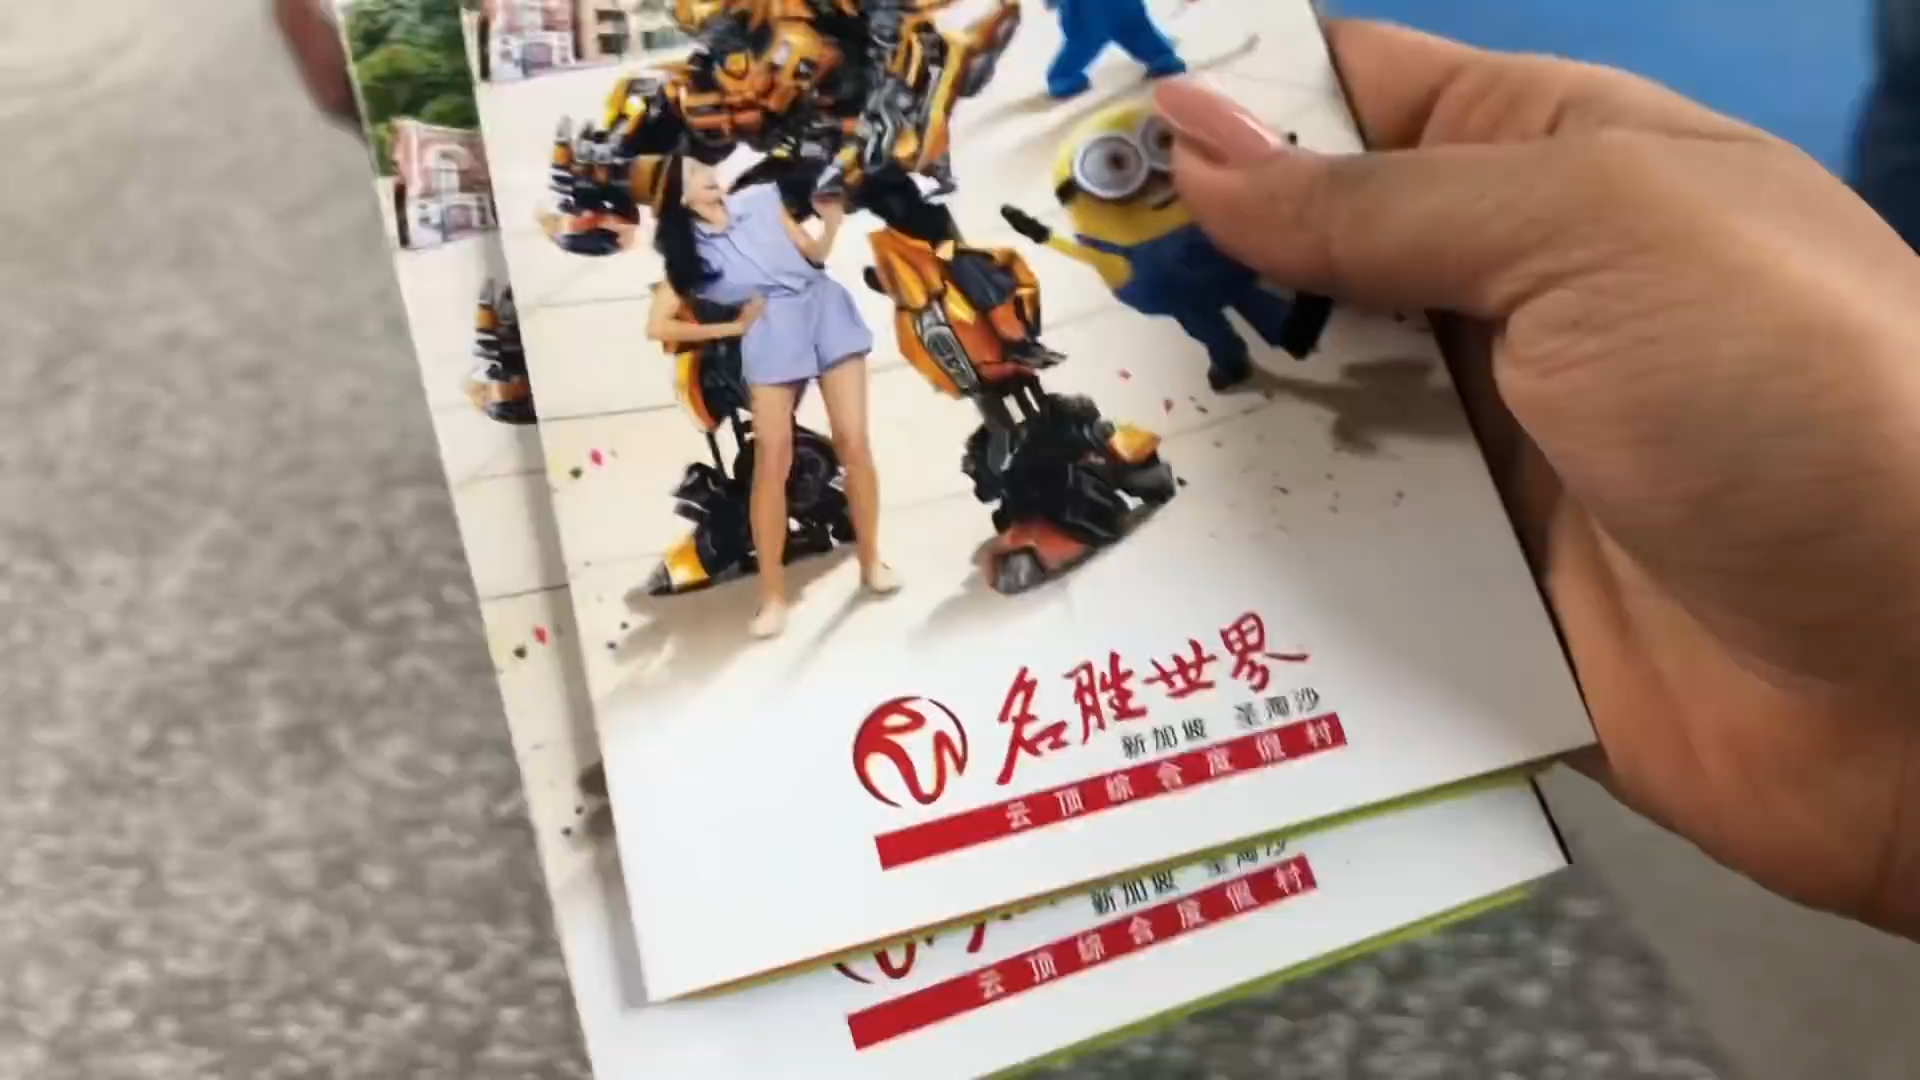 名胜世界
新加坡 圣淘沙
云顶综合度假村
新加坡 圣淘沙
云顶综合度假村